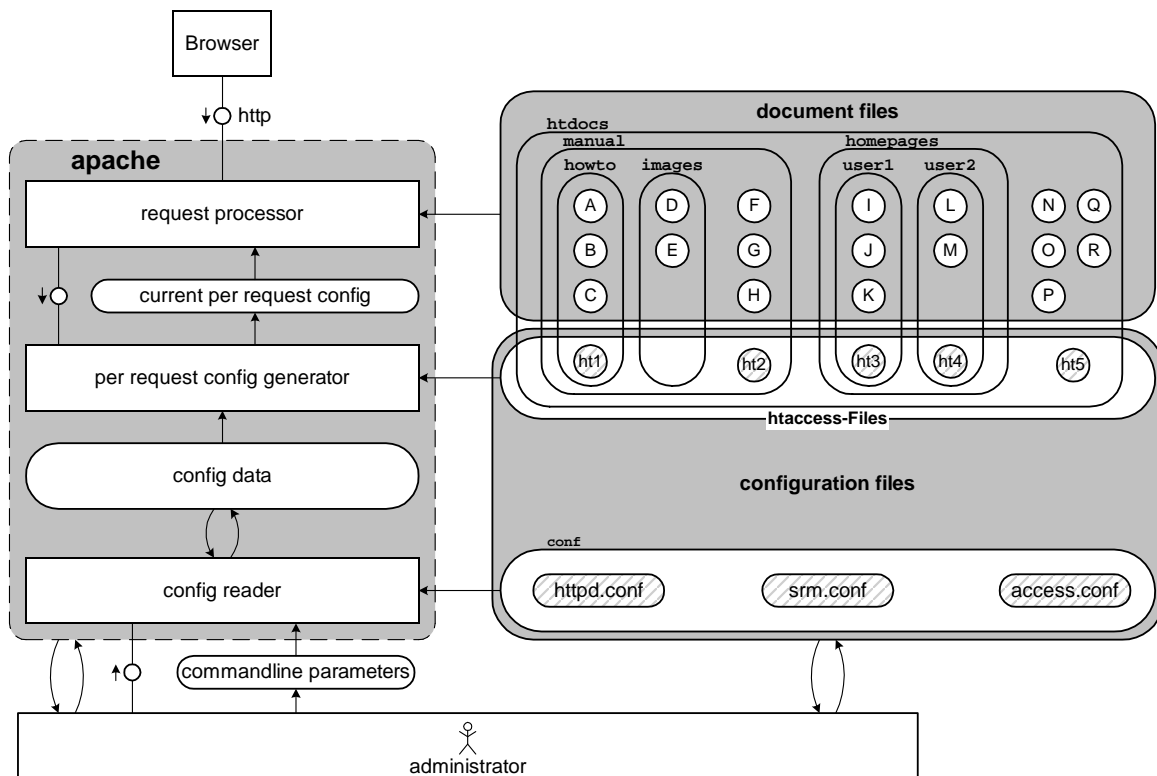 Browser
http
apache
request processor
current per request config
per request config generator
config data
config reader
commandline parameters
administrator
document files
htdocs
manual
homepages
howto
images
user1
user2
A
D
F
I
L
N
Q
B
E
G
J
M
O
R
C
H
K
P
ht1
ht2
ht3
ht4
ht5
htaccess-Files
configuration files
conf
httpd.conf
srm.conf
access.conf